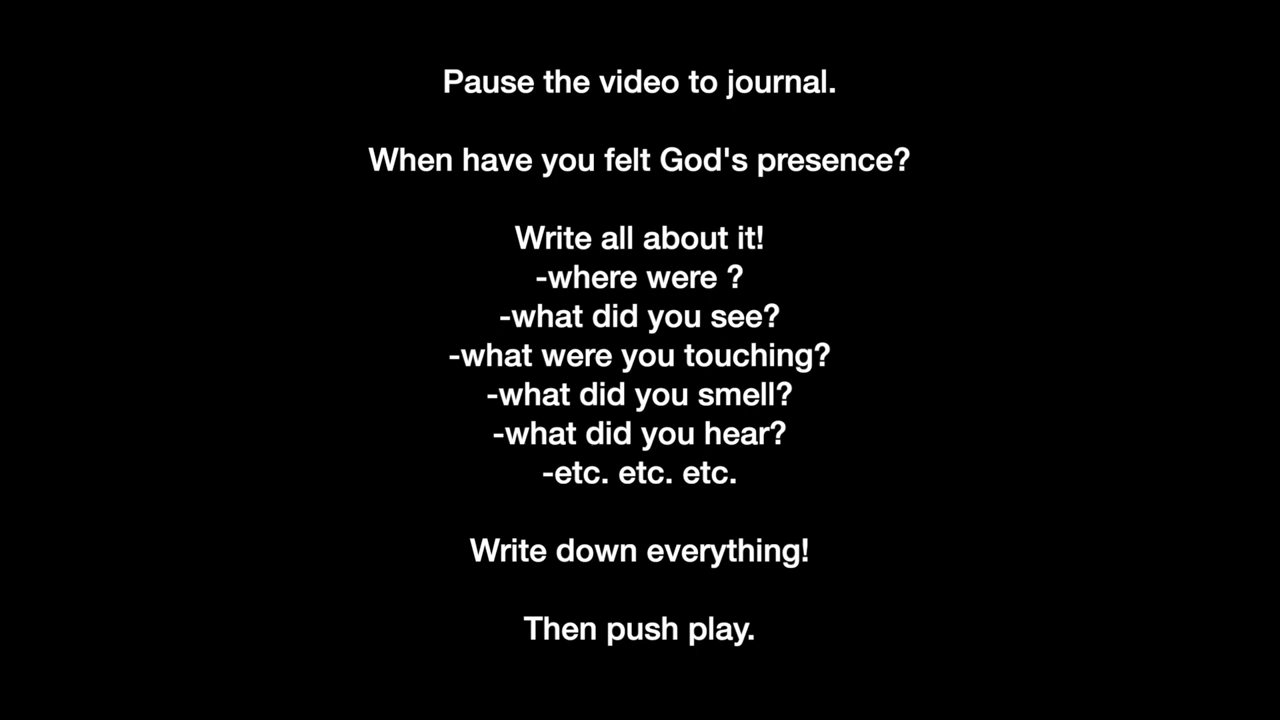 Pause the video to journal.
When have you felt God's presence?
Write all about it!
-where were ?
-what did you see?
-what were you touching?
-what did you smell?
-what did you hear?
-etc. etc. etc.
Write down everything!
Then push play.